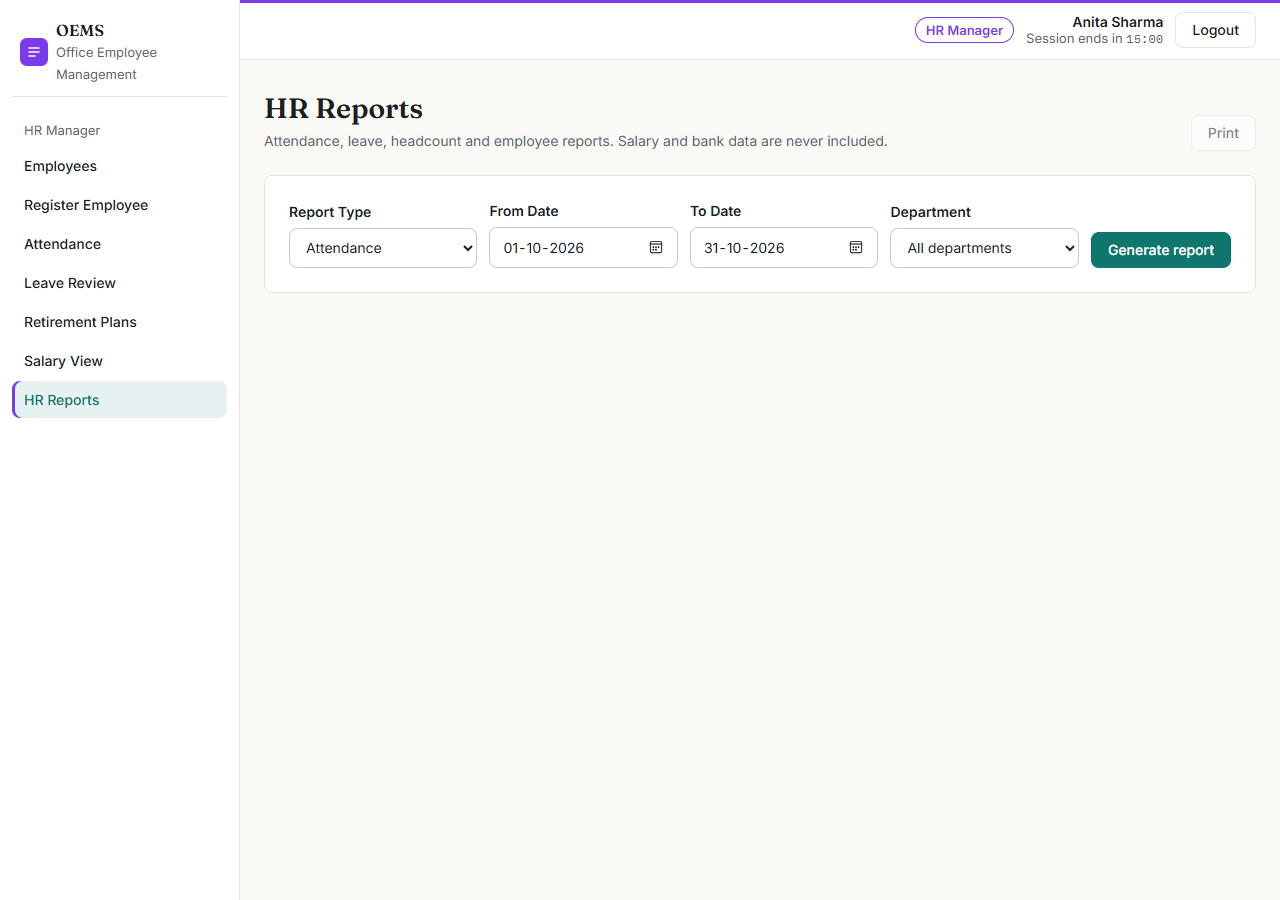 OEMS
Office Employee
Management
HR Manager
Employees
Register Employee
Attendance
Leave Review
Retirement Plans
Salary View
HR Reports
HR Manager
Anita Sharma
Session ends in 15:00
Logout
HR Reports
Attendance, leave, headcount and employee reports. Salary and bank data are never included.
Print
Report Type
From Date
To Date
Department
Attendance
01-10-2026
31-10-2026
All departments
Generate report